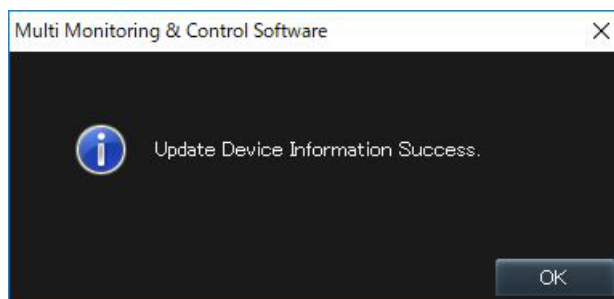 Multi Monitoring & Control Software
Update Device Information Success.
OK